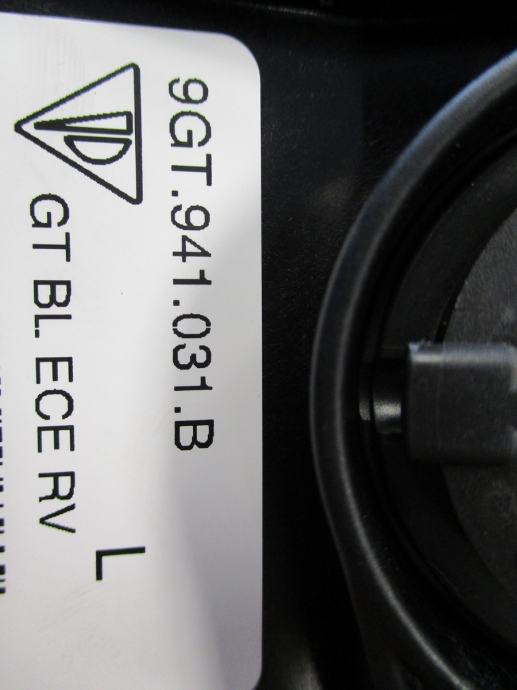 9GT.941.031.B
L
GT BL ECE RV